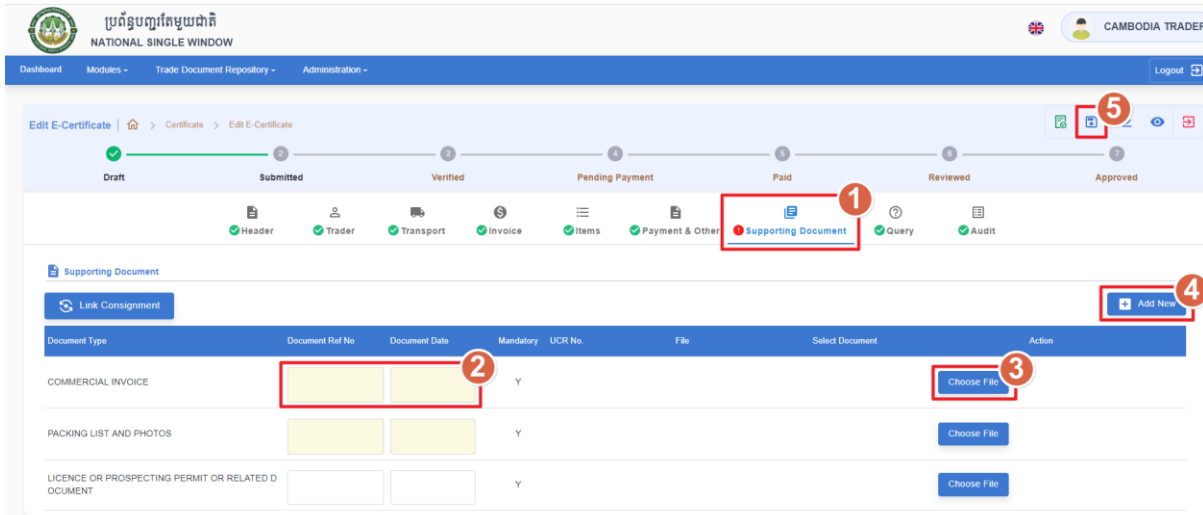 ប្រព័ន្ធបញ្ជរតែមួយជាតិ
NATIONAL SINGLE WINDOW
CAMBODIA TRADER
Dashboard Modules Trade Document Repository Administration Logout
Edit E-Certificate | > Certificate > Edit E-Certificate
5
2 3 4 5 6 7
Draft Submitted Verified Pending Payment Paid Reviewed Approved
1
Header Trader Transport Invoice Items Payment & Other Supporting Document Query Audit
Supporting Document
Link Consignment
Add New
4
Document Type Document Ref No Document Date Mandatory UCR No. File Select Document Action
2
3
COMMERCIAL INVOICE Y Choose File
PACKING LIST AND PHOTOS Y Choose File
LICENCE OR PROSPECTING PERMIT OR RELATED D
OCUMENT
Y Choose File